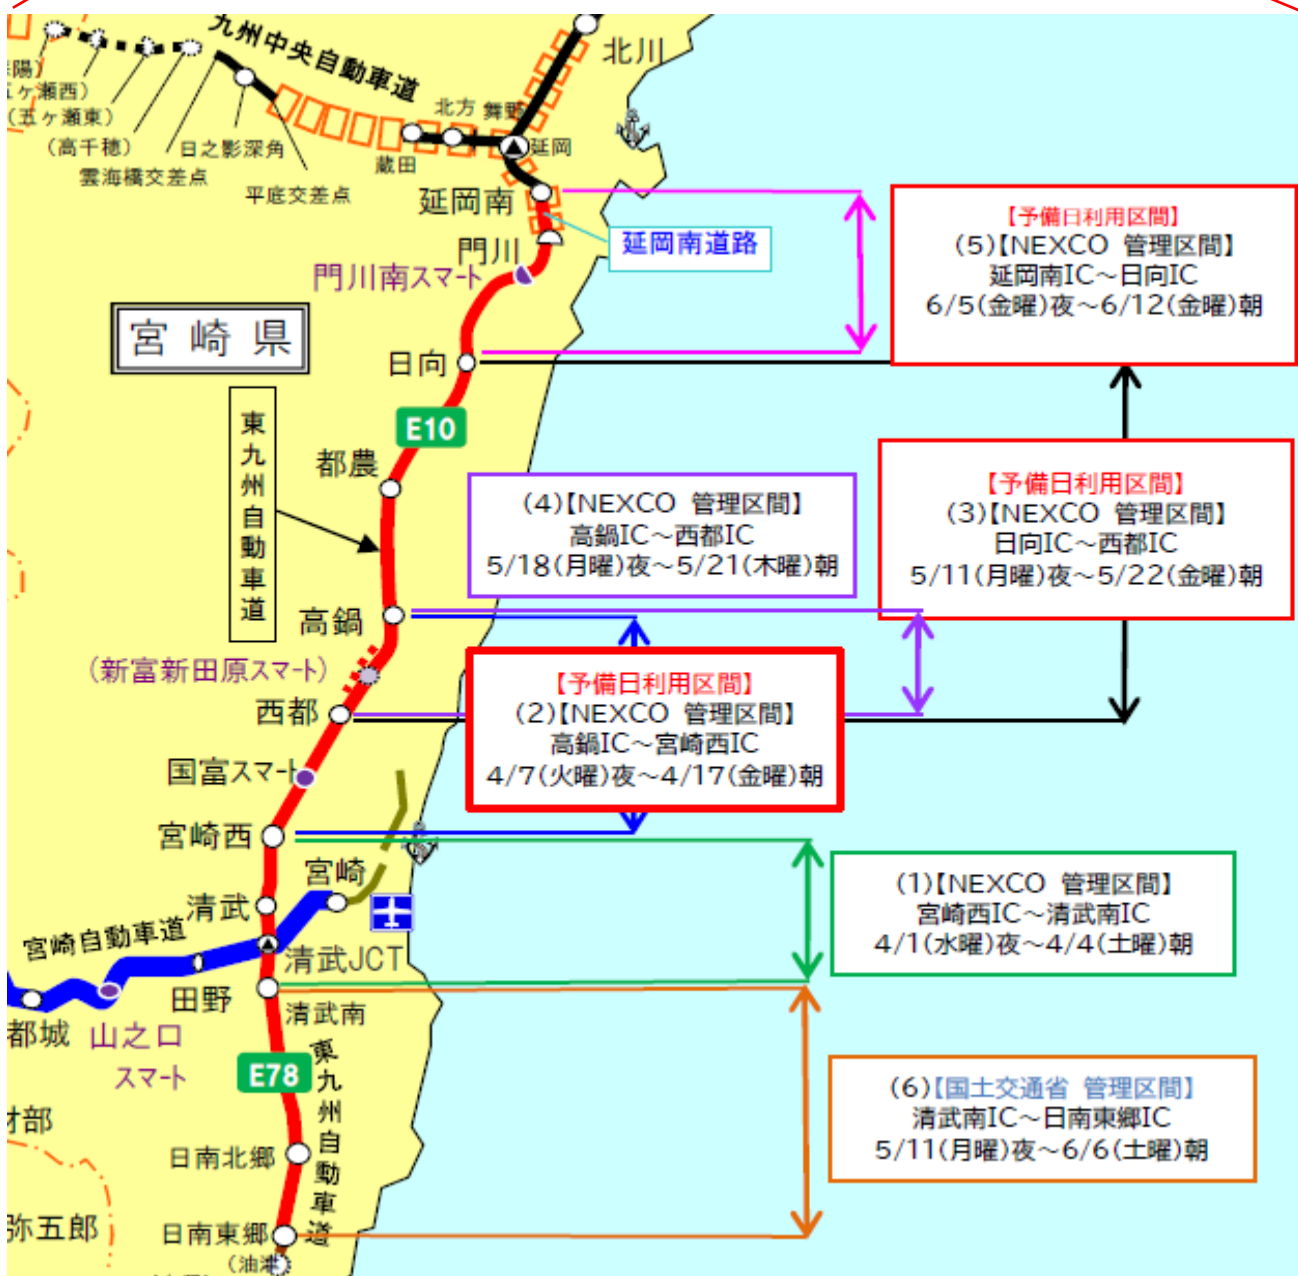 九州中央自動車道
北川
陽)
ヶ瀬西)
(五ヶ瀬東)
(高千穂)
雲海橋交差点
日之影深角
平底交差点
北方
舞野
蔵田
延岡
延岡南
門川
延岡南道路
門川南スマート
宮崎県
日向
E10
東九州自動車道
都農
高鍋
(新富新田原スマート)
西都
国富スマート
宮崎西
宮崎
清武
宮崎自動車道
清武JCT
田野
清武南
都城
山之口
スマート
E78
東九州自動車道
財部
日南北郷
弥五郎
日南東郷
(油津
【予備日利用区間】
(5)【NEXCO 管理区間】
延岡南IC～日向IC
6/5(金曜)夜～6/12(金曜)朝
【予備日利用区間】
(3)【NEXCO 管理区間】
日向IC～西都IC
5/11(月曜)夜～5/22(金曜)朝
(4)【NEXCO 管理区間】
高鍋IC～西都IC
5/18(月曜)夜～5/21(木曜)朝
【予備日利用区間】
(2)【NEXCO 管理区間】
高鍋IC～宮崎西IC
4/7(火曜)夜～4/17(金曜)朝
(1)【NEXCO 管理区間】
宮崎西IC～清武南IC
4/1(水曜)夜～4/4(土曜)朝
(6)【国土交通省 管理区間】
清武南IC～日南東郷IC
5/11(月曜)夜～6/6(土曜)朝